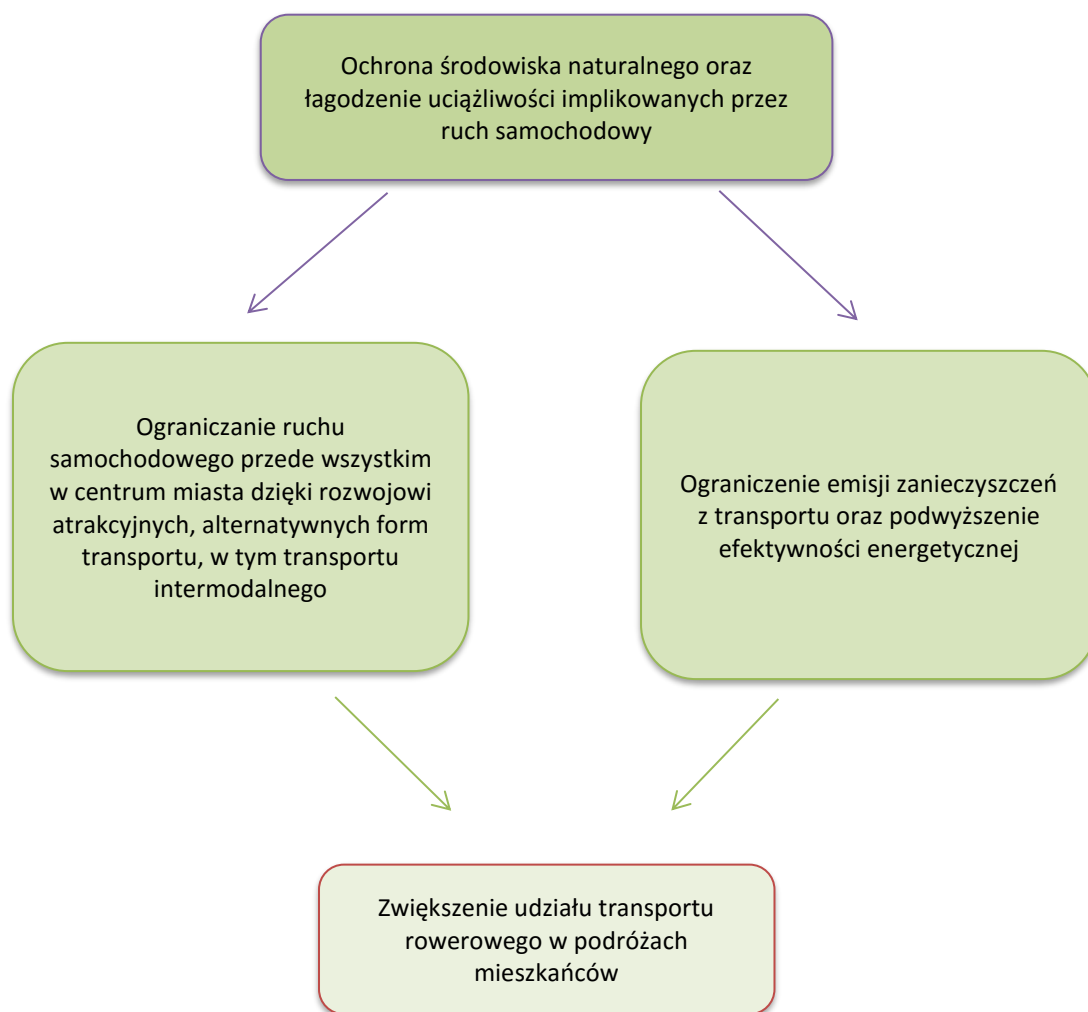 Ochrona środowiska naturalnego oraz
łagodzenie uciążliwości implikowanych przez
ruch samochodowy
Ograniczanie ruchu
samochodowego przede wszystkim
w centrum miasta dzięki rozwojowi
atrakcyjnych, alternatywnych form
transportu, w tym transportu
intermodalnego
Ograniczenie emisji zanieczyszczeń
z transportu oraz podwyższenie
efektywności energetycznej
Zwiększenie udziału transportu
rowerowego w podróżach
mieszkańców